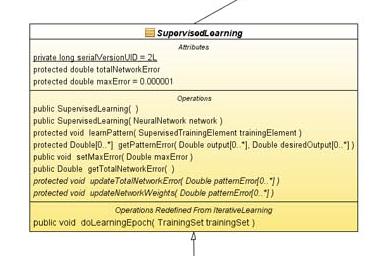 SupervisedLearning
Attributes
private long serialVersionUID = 2L
protected double totalNetworkError
protected double maxError = 0.000001
Operations
public SupervisedLearning( )
public SupervisedLearning( NeuralNetwork network )
protected void learnPattern( SupervisedTrainingElement trainingElement )
protected Double[0..*] getPatternError( Double output[0..*], Double desiredOutput[0..*] )
public void setMaxError( Double maxError )
public Double getTotalNetworkError( )
protected void updateTotalNetworkError( Double patternError[0..*] )
protected void updateNetworkWeights( Double patternError[0..*] )
Operations Redefined From IterativeLearning
public void doLearningEpoch( TrainingSet trainingSet )